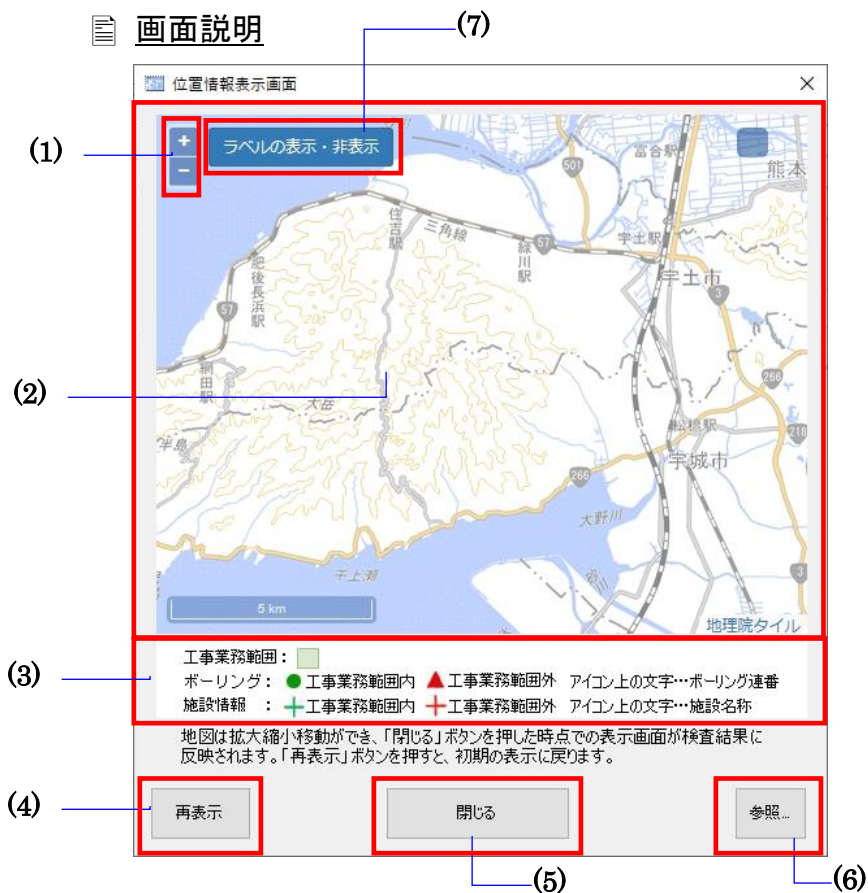 画面説明
(7)
位置情報表示画面
(1)
+
−
ラベルの表示・非表示
501
富合駅
熊本
住吉駅
三角線
緑川駅
57
宇土駅
宇土市
3
肥後長浜駅
57
網田駅
(2)
大岳
266
半島
松橋駅
218
宇城市
266
大野川
砂川
干上瀬
3
5 km
地理院タイル
(3)
工事業務範囲：
ボーリング： 工事業務範囲内 工事業務範囲外 アイコン上の文字…ボーリング連番
施設情報 ： 工事業務範囲内 工事業務範囲外 アイコン上の文字…施設名称
地図は拡大縮小移動ができ、「閉じる」ボタンを押した時点での表示画面が検査結果に
反映されます。「再表示」ボタンを押すと、初期の表示に戻ります。
(4)
再表示
閉じる
参照...
(5)
(6)